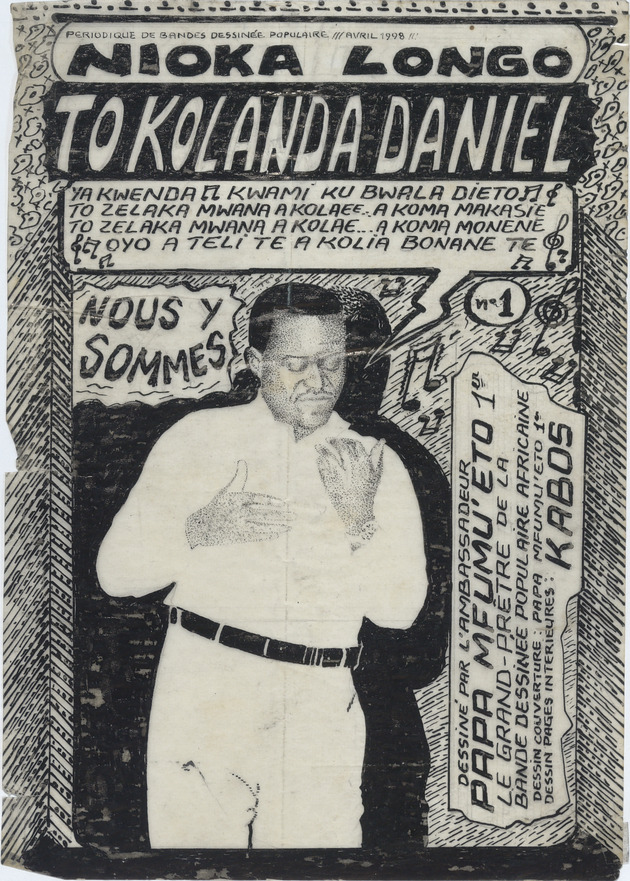 PERIODIQUE DE BANDES DESSINÉE POPULAIRE /// AVRIL 1998 //
NIOKA LONGO
TO KOLANDA DANIEL
YA KWENDA KWAMI KU BWALA DIETO
TO ZELAKA MWANA A KOLAEE.. A KOMA MAKASIE
TO ZELAKA MWANA A KOLAE... A KOMA MONENE
OYO A TELI TE A KOLIA BONANE TE
NOUS Y
SOMMES
N° 1
DESSINÉ PAR L'AMBASSADEUR
PAPA MFUMU'ETO 1er
LE GRAND-PRÊTRE DE LA
BANDE DESSINÉE POPULAIRE AFRICAINE
DESSIN COUVERTURE : PAPA MFUMU'ETO 1er
DESSIN PAGES INTERIEURES : KABOS